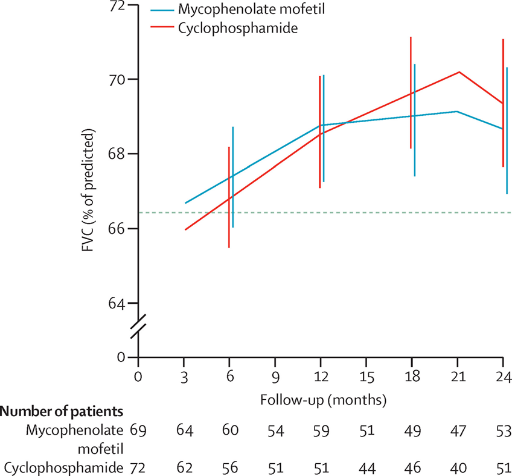 72
Mycophenolate mofetil
Cyclophosphamide
70
68
66
64
0
FVC (% of predicted)
0 3 6 9 12 15 18 21 24
Follow-up (months)
Number of patients
Mycophenolate mofetil 69 64 60 54 59 51 49 47 53
Cyclophosphamide 72 62 56 51 51 44 46 40 51